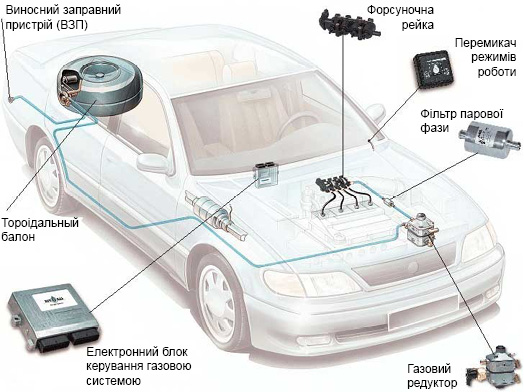 Виносний заправний
пристрій (ВЗП)
Форсуночна
рейка
Перемикач
режимів
роботи
Фільтр парової
фази
Тороїдальний
балон
Електронний блок
керування газовою
системою
Газовий
редуктор